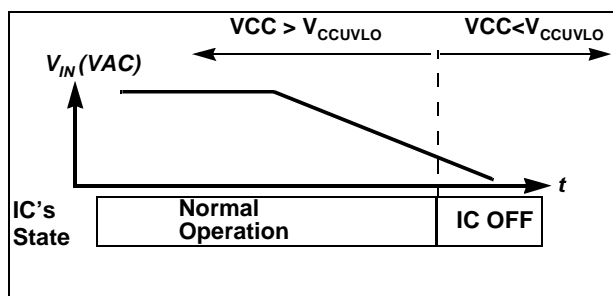 VCC > VCCUVLO
VCC<VCCUVLO
VIN (VAC)
t
IC's
State
Normal
Operation
IC OFF